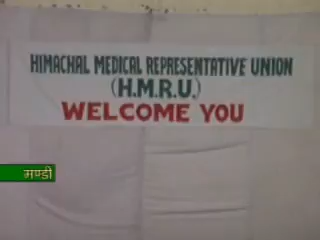 HIMACHAL MEDICAL REPRESENTATIVE UNION
(H.M.R.U.)
WELCOME YOU
मण्डी